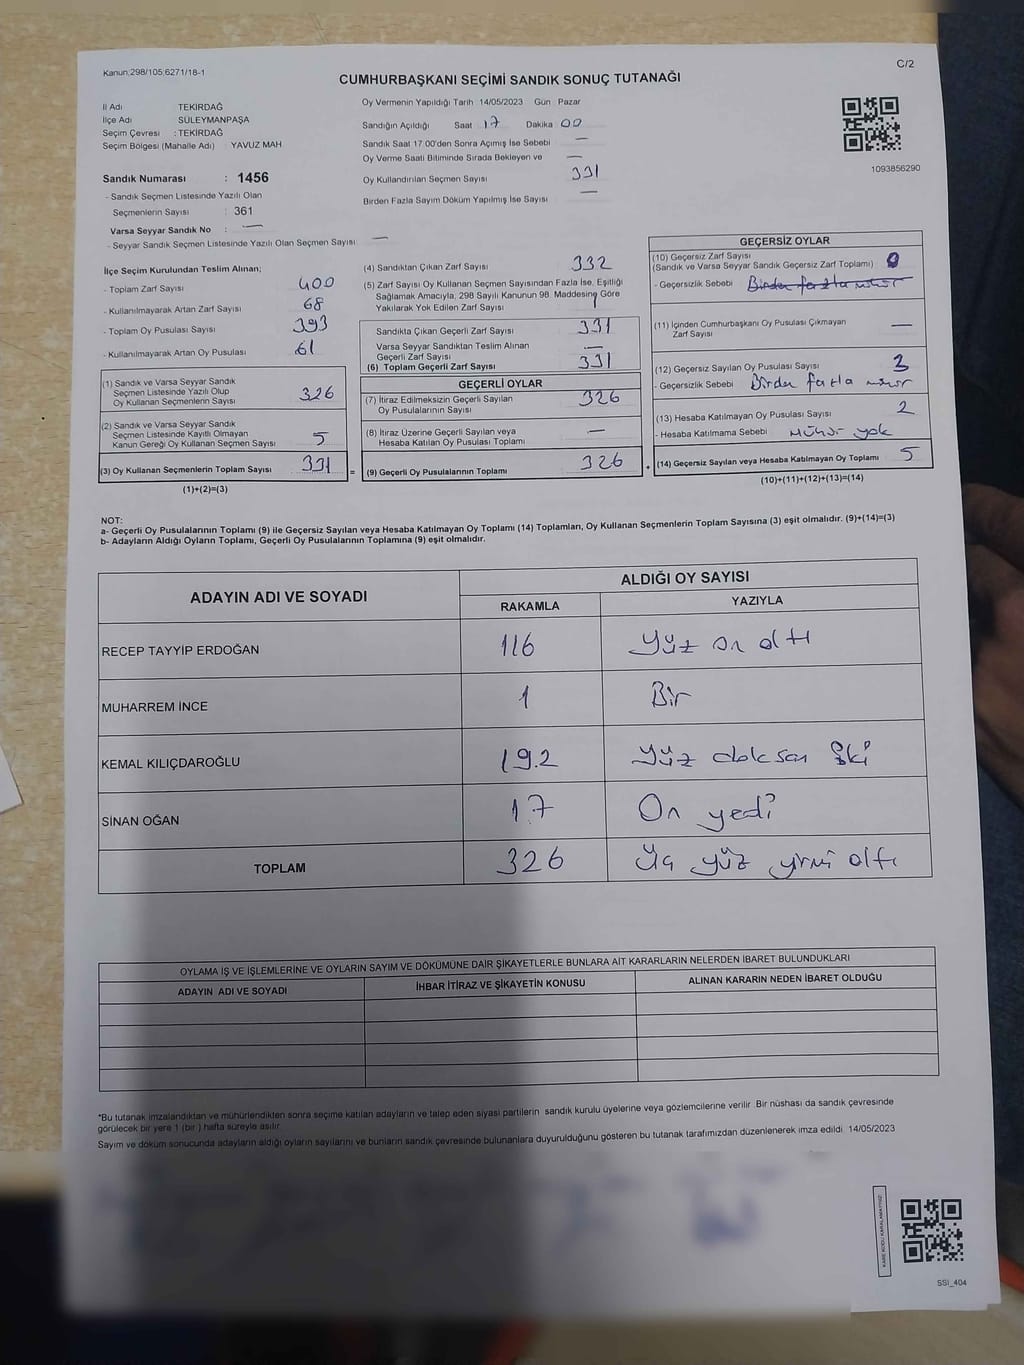 Kanun;298/105;6271/18-1
C/2
CUMHURBAŞKANI SEÇİMİ SANDIK SONUÇ TUTANAĞI
İl Adı TEKİRDAĞ
İlçe Adı SÜLEYMANPAŞA
Seçim Çevresi : TEKİRDAĞ
Seçim Bölgesi (Mahalle Adı) : YAVUZ MAH
Sandık Numarası : 1456
- Sandık Seçmen Listesinde Yazılı Olan
Seçmenlerin Sayısı : 361
Varsa Seyyar Sandık No : —
- Seyyar Sandık Seçmen Listesinde Yazılı Olan Seçmen Sayısı —
Oy Vermenin Yapıldığı Tarih 14/05/2023 Gün : Pazar
Sandığın Açıldığı Saat 17 Dakika 00
Sandık Saat 17.00'den Sonra Açımış İse Sebebi —
Oy Verme Saati Bitiminde Sırada Bekleyen ve —
Oy Kullandırılan Seçmen Sayısı 331
Birden Fazla Sayım Döküm Yapılmış İse Sayısı —
1093856290
İlçe Seçim Kurulundan Teslim Alınan;
- Toplam Zarf Sayısı 400
- Kullanılmayarak Artan Zarf Sayısı 68
- Toplam Oy Pusulası Sayısı 393
- Kullanılmayarak Artan Oy Pusulası 61
(1) Sandık ve Varsa Seyyar Sandık
Seçmen Listesinde Yazılı Olup
Oy Kullanan Seçmenlerin Sayısı 326
(2) Sandık ve Varsa Seyyar Sandık
Seçmen Listesinde Kayıtlı Olmayan
Kanun Gereği Oy Kullanan Seçmen Sayısı 5
(3) Oy Kullanan Seçmenlerin Toplam Sayısı 331 =
(1)+(2)=(3)
(4) Sandıktan Çıkan Zarf Sayısı 332
(5) Zarf Sayısı Oy Kullanan Seçmen Sayısından Fazla İse, Eşitliği
Sağlamak Amacıyla, 298 Sayılı Kanunun 98. Maddesine Göre
Yakılarak Yok Edilen Zarf Sayısı 1
Sandıkta Çıkan Geçerli Zarf Sayısı 331
Varsa Seyyar Sandıktan Teslim Alınan
Geçerli Zarf Sayısı —
(6) Toplam Geçerli Zarf Sayısı 331
GEÇERLİ OYLAR
(7) İtiraz Edilmeksizin Geçerli Sayılan
Oy Pusulalarının Sayısı 326
(8) İtiraz Üzerine Geçerli Sayılan veya
Hesaba Katılan Oy Pusulası Toplamı —
(9) Geçerli Oy Pusulalarının Toplamı 326 +
GEÇERSİZ OYLAR
(10) Geçersiz Zarf Sayısı
(Sandık ve Varsa Seyyar Sandık Geçersiz Zarf Toplamı) 0
- Geçersizlik Sebebi Birden fazla mühür
(11) İçinden Cumhurbaşkanı Oy Pusulası Çıkmayan
Zarf Sayısı —
(12) Geçersiz Sayılan Oy Pusulası Sayısı 3
- Geçersizlik Sebebi Birden fazla mühür
(13) Hesaba Katılmayan Oy Pusulası Sayısı 2
- Hesaba Katılmama Sebebi Mühür yok
(14) Geçersiz Sayılan veya Hesaba Katılmayan Oy Toplamı 5
(10)+(11)+(12)+(13)=(14)
NOT:
a- Geçerli Oy Pusulalarının Toplamı (9) ile Geçersiz Sayılan veya Hesaba Katılmayan Oy Toplamı (14) Toplamları, Oy Kullanan Seçmenlerin Toplam Sayısına (3) eşit olmalıdır. (9)+(14)=(3)
b- Adayların Aldığı Oyların Toplamı, Geçerli Oy Pusulalarının Toplamına (9) eşit olmalıdır.
ADAYIN ADI VE SOYADI
ALDIĞI OY SAYISI
RAKAMLA YAZIYLA
RECEP TAYYİP ERDOĞAN 116 Yüz on altı
MUHARREM İNCE 1 Bir
KEMAL KILIÇDAROĞLU 192 Yüz doksan iki
SİNAN OĞAN 17 On yedi
TOPLAM 326 Üç yüz yirmi altı
OYLAMA İŞ VE İŞLEMLERİNE VE OYLARIN SAYIM VE DÖKÜMÜNE DAİR ŞİKAYETLERLE BUNLARA AİT KARARLARIN NELERDEN İBARET BULUNDUKLARI
ADAYIN ADI VE SOYADI İHBAR İTİRAZ VE ŞİKAYETİN KONUSU ALINAN KARARIN NEDEN İBARET OLDUĞU
*Bu tutanak imzalandıktan ve mühürlendikten sonra seçime katılan adayların ve talep eden siyasi partilerin sandık kurulu üyelerine veya gözlemcilerine verilir. Bir nüshası da sandık çevresinde
görülecek bir yere 1 (bir ) hafta süreyle asılır.
Sayım ve döküm sonucunda adayların aldığı oyların sayılarını ve bunların sandık çevresinde bulunanlara duyurulduğunu gösteren bu tutanak tarafımızdan düzenlenerek imza edildi. 14/05/2023
KARE KODU KARALAMAYINIZ!
SSI_404